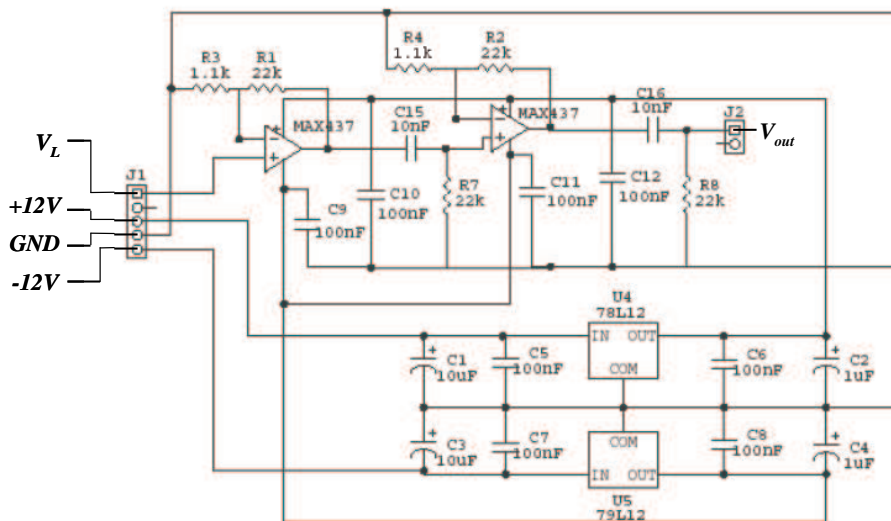 R4
1.1k
R2
22k
R3
1.1k
R1
22k
MAX437
C15
10nF
MAX437
C16
10nF
J2
Vout
VL
J1
+12V
GND
-12V
C9
100nF
C10
100nF
R7
22k
C11
100nF
C12
100nF
R8
22k
U4
78L12
IN OUT
COM
C1
10uF
C5
100nF
C6
100nF
C2
1uF
C3
10uF
C7
100nF
COM
IN OUT
C8
100nF
C4
1uF
U5
79L12